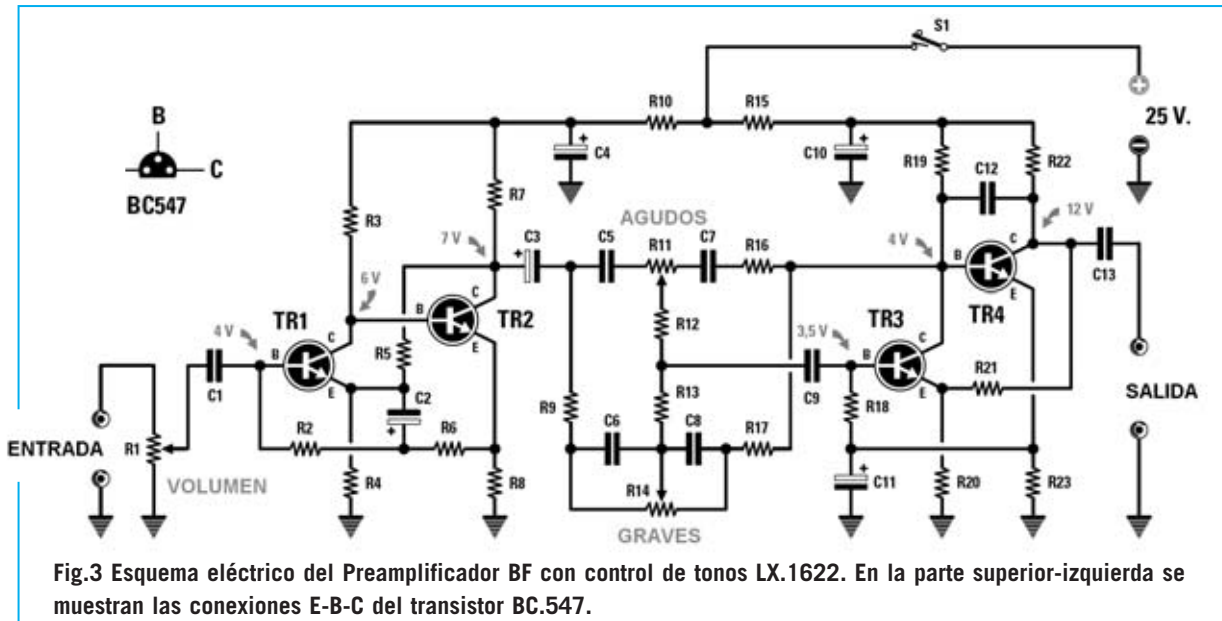 S1
R10
R15
25 V.
B
E
C
BC547
C4
C10
R19
C12
R22
R3
R7
AGUDOS
7 V
C3
C5
R11
C7
R16
4 V
B
C
E
12 V
C13
6 V
TR1
B
C
E
TR2
TR4
4 V
B
C
E
R5
R12
3,5 V
TR3
B
C
E
R21
C1
C2
R9
R13
C9
R18
SALIDA
ENTRADA
R1
R2
R6
C6
C8
R17
VOLUMEN
R4
R8
R14
C11
R20
R23
GRAVES
Fig.3 Esquema eléctrico del Preamplificador BF con control de tonos LX.1622. En la parte superior-izquierda se
muestran las conexiones E-B-C del transistor BC.547.